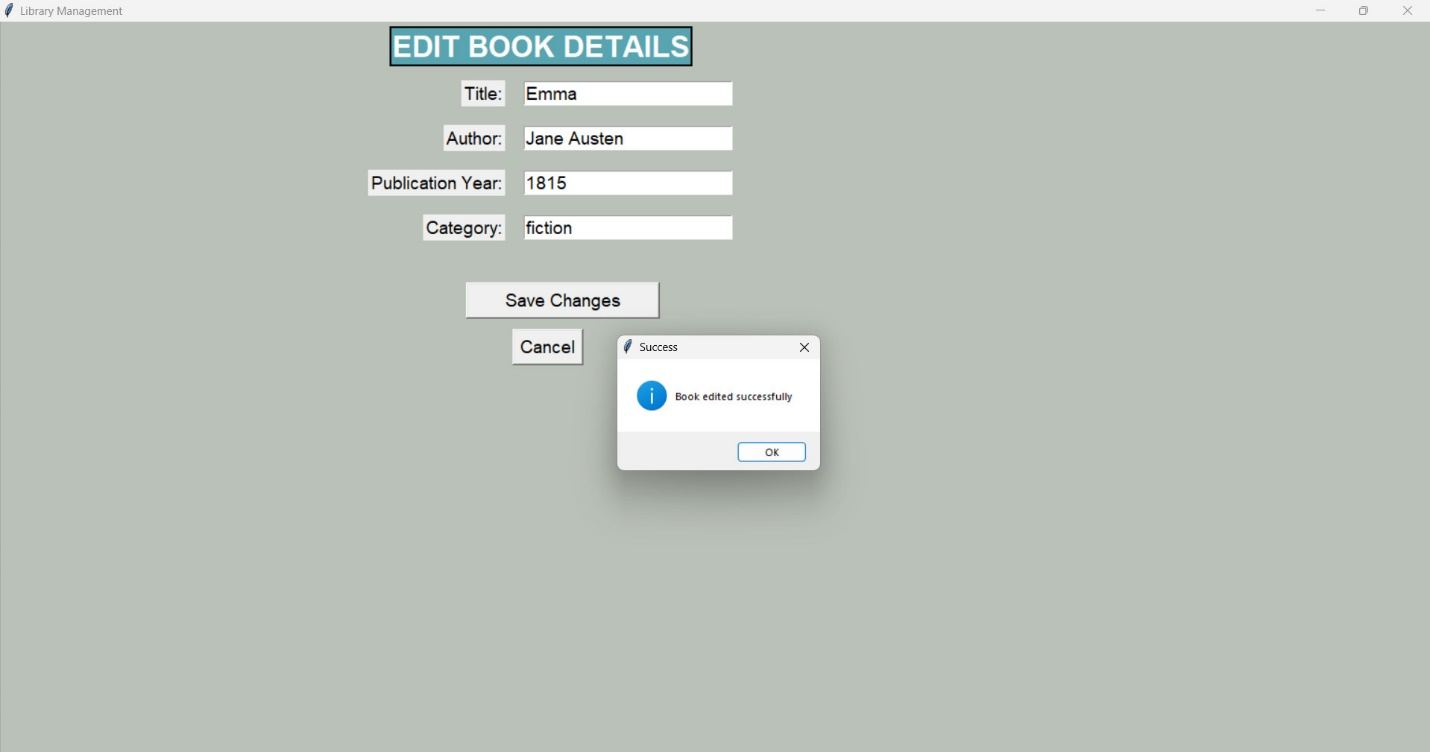 Library Management
EDIT BOOK DETAILS
Title: Emma
Author: Jane Austen
Publication Year: 1815
Category: fiction
Save Changes
Cancel
Success
Book edited successfully
OK